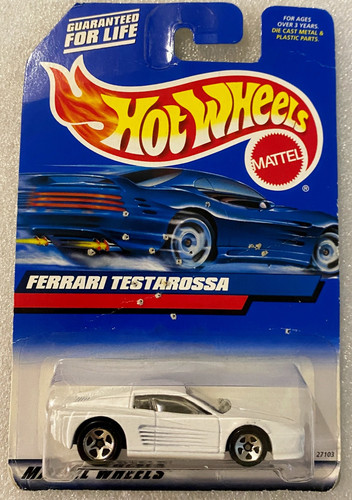 GUARANTEED
FOR LIFE
FOR AGES
OVER 3 YEARS.
DIE CAST METAL &
PLASTIC PARTS.
HOT WHEELS
MATTEL
®
FERRARI TESTAROSSA
27103
WHEELS